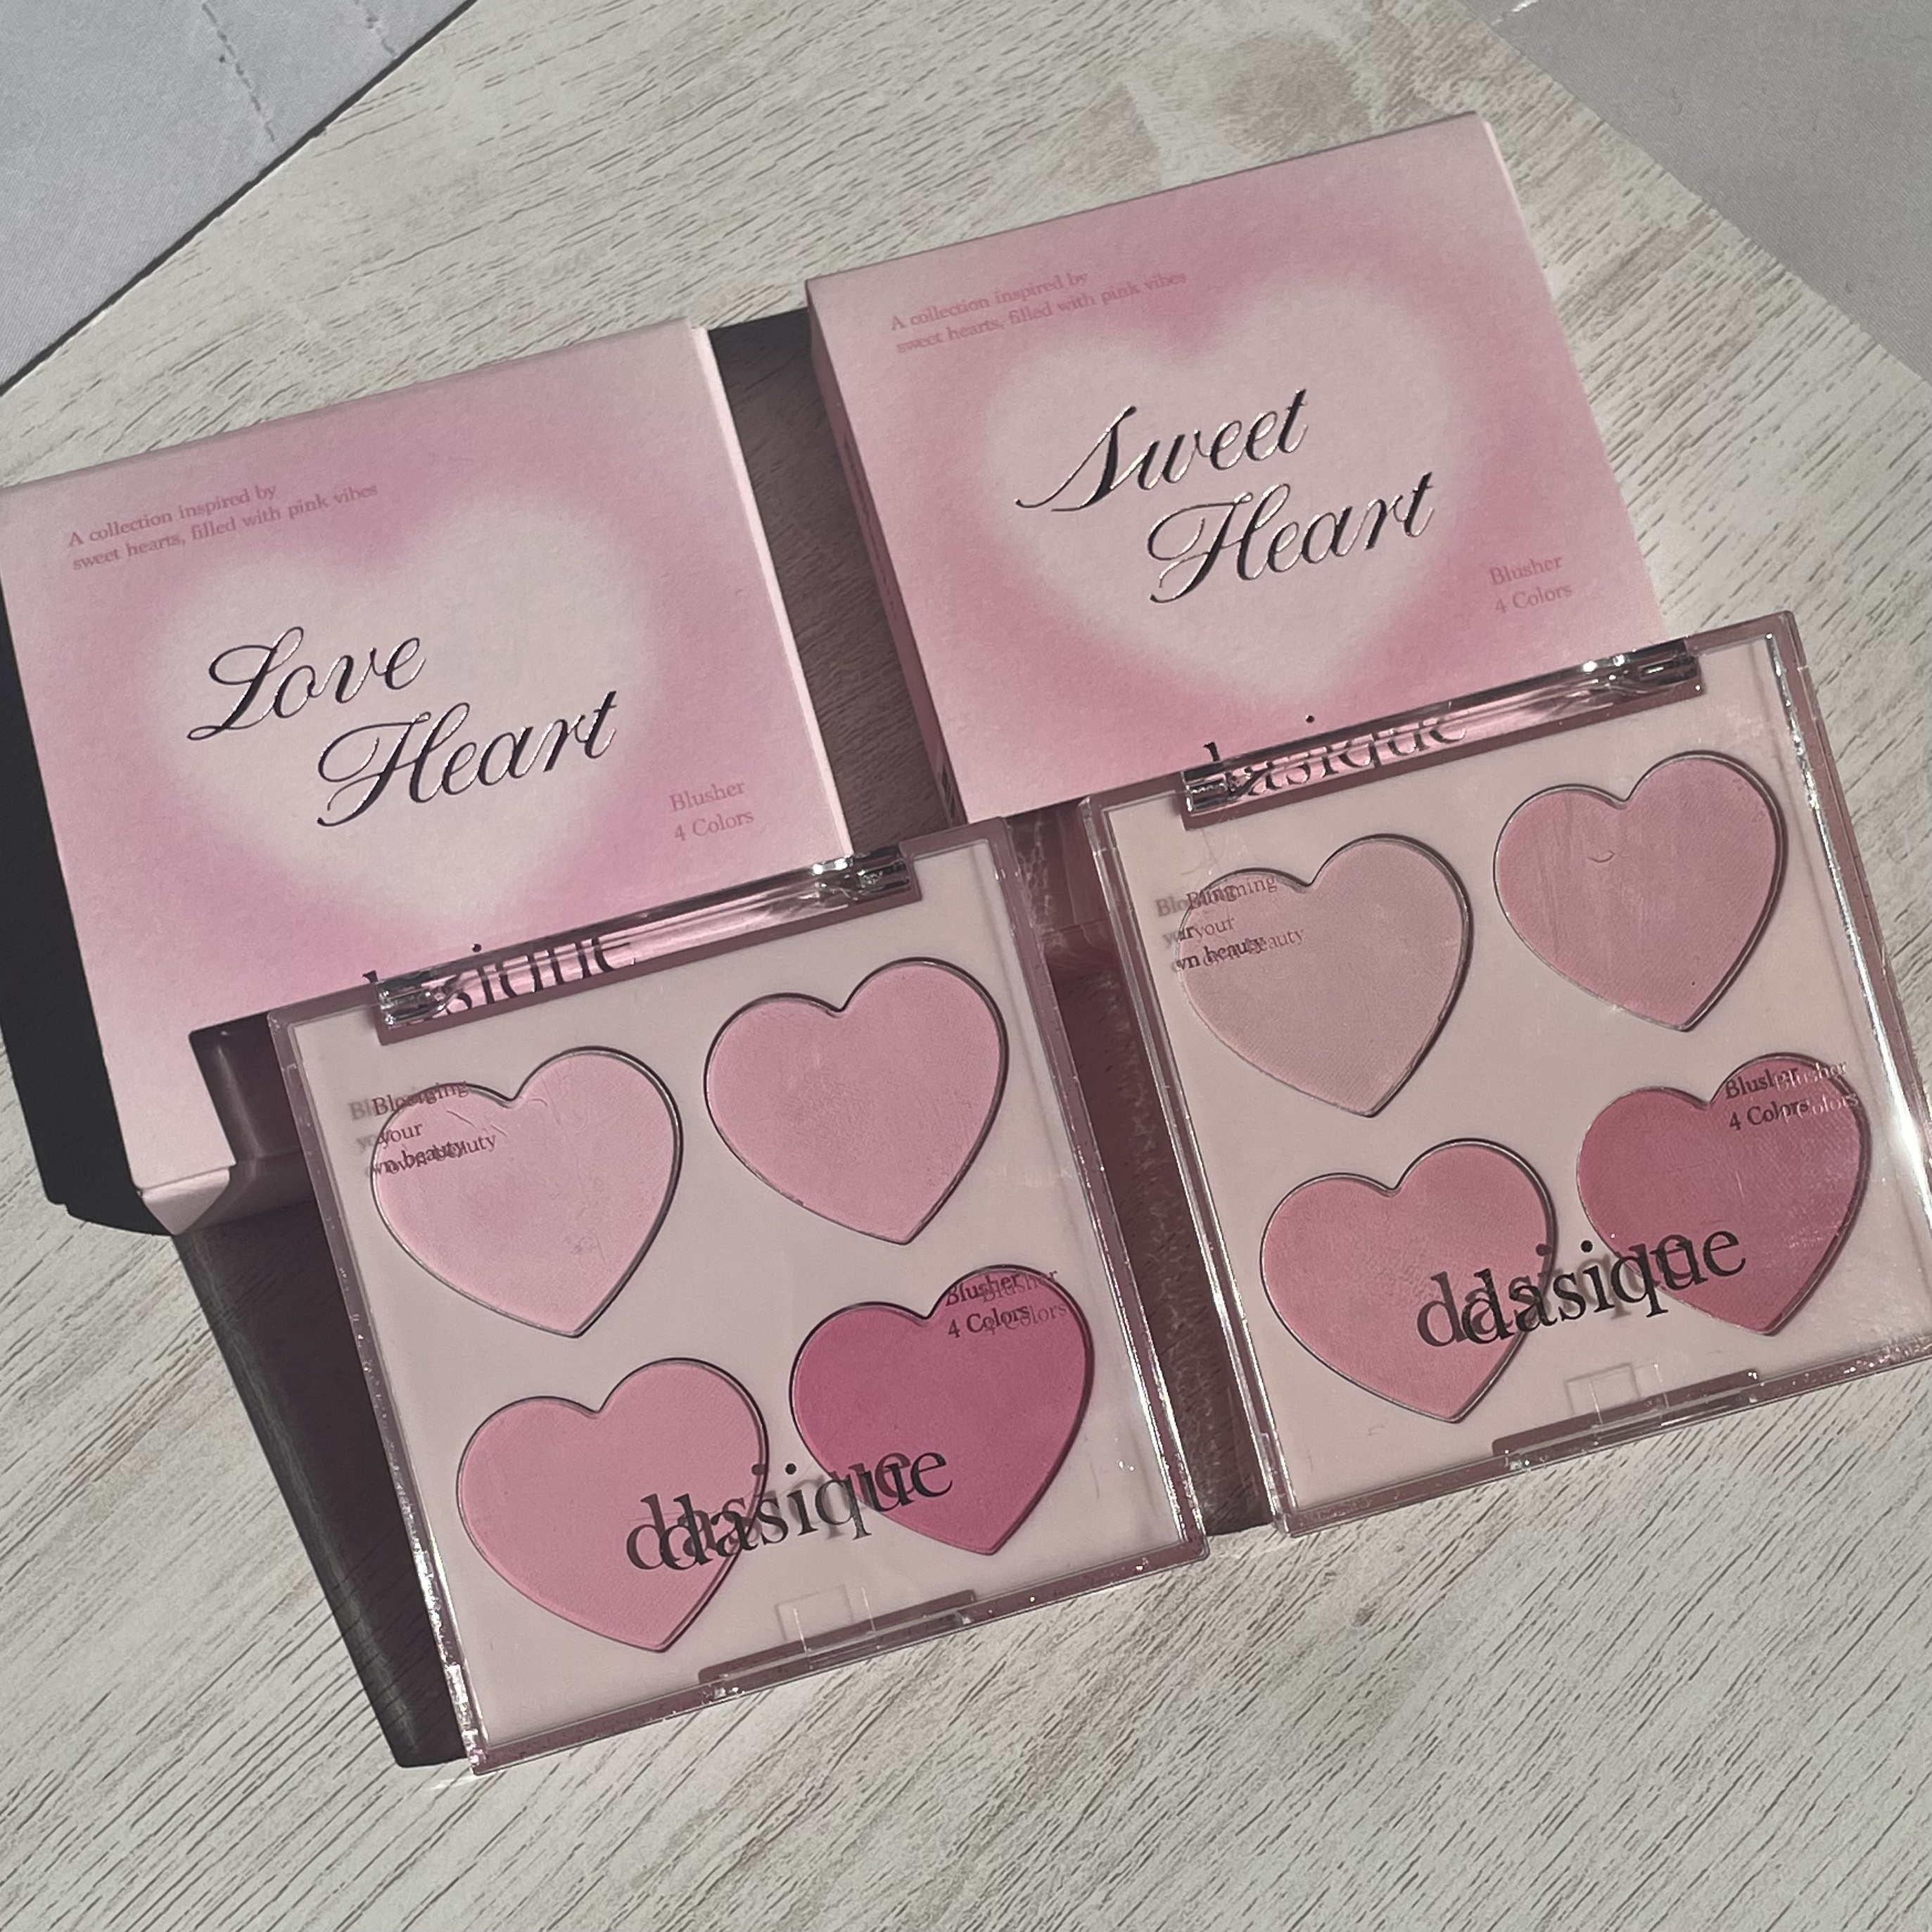 A collection inspired by
sweet hearts, filled with pink vibes
Love
Heart
Blusher
4 Colors
dasique
A collection inspired by
sweet hearts, filled with pink vibes
Sweet
Heart
Blusher
4 Colors
dasique
Blooming
your
own beauty
Blusher
4 Colors
dasique
Blooming
your
own beauty
Blusher
4 Colors
dasique